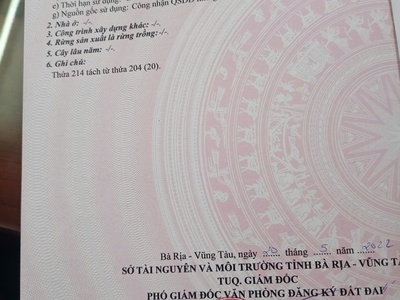 e) Thời hạn sử dụng:
g) Nguồn gốc sử dụng: Công nhận QSDĐ
2. Nhà ở: -/-.
3. Công trình xây dựng khác: -/-.
4. Rừng sản xuất là rừng trồng: -/-.
5. Cây lâu năm: -/-.
6. Ghi chú:
Thửa 214 tách từ thửa 204 (20).
Bà Rịa - Vũng Tàu, ngày 20 tháng 5 năm 2022
SỞ TÀI NGUYÊN VÀ MÔI TRƯỜNG TỈNH BÀ RỊA - VŨNG TÀ
TUQ. GIÁM ĐỐC
PHÓ GIÁM ĐỐC VĂN PHÒNG ĐĂNG KÝ ĐẤT ĐAI